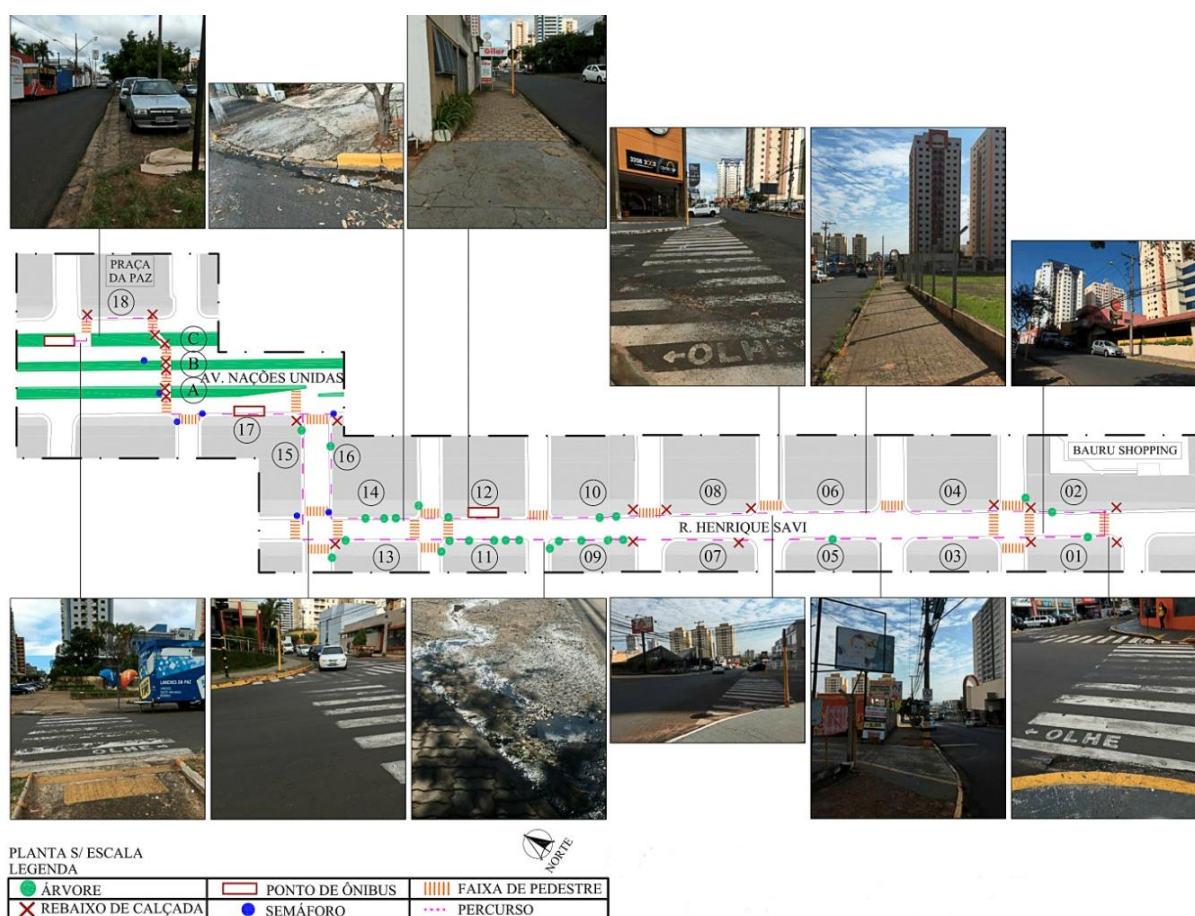 Gilar
OLHE
PRAÇA
DA PAZ
18
C
B
A
AV. NAÇÕES UNIDAS
17
15
16
14
12
10
08
06
04
02
BAURU SHOPPING
R. HENRIQUE SAVI
13
11
09
07
05
03
01
OLHE
OLHE
PLANTA S/ ESCALA
NORTE
LEGENDA
ÁRVORE
PONTO DE ÔNIBUS
FAIXA DE PEDESTRE
REBAIXO DE CALÇADA
SEMÁFORO
PERCURSO